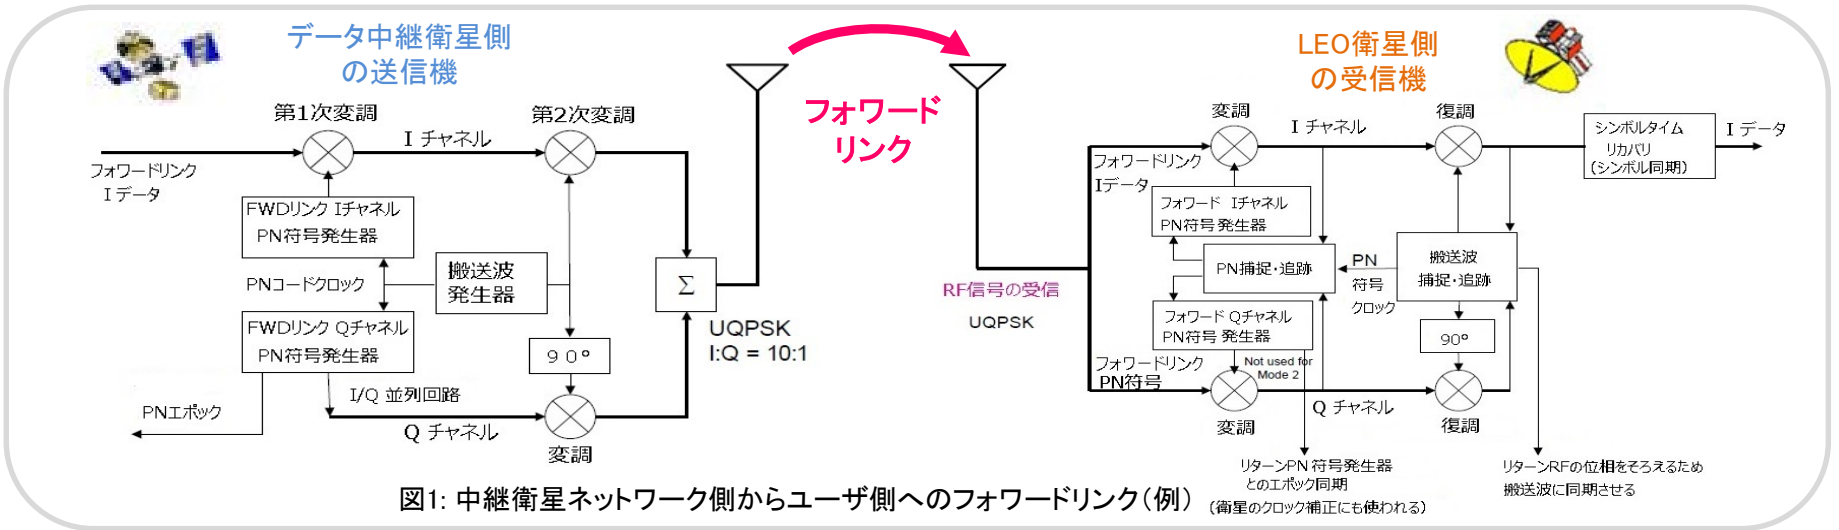 データ中継衛星側
の送信機
フォワード
リンク
LEO衛星側
の受信機
第1次変調
I チャネル
第2次変調
フォワードリンク
I データ
FWDリンク Iチャネル
PN符号発生器
PNコードクロック
搬送波
発生器
FWDリンク Qチャネル
PN符号発生器
90°
Σ
UQPSK
I:Q = 10:1
I/Q 並列回路
Q チャネル
変調
PNエポック
RF信号の受信
UQPSK
変調
I チャネル
復調
シンボルタイム
リカバリ
(シンボル同期)
I データ
フォワードリンク
Iデータ
フォワード Iチャネル
PN符号発生器
PN捕捉・追跡
PN
符号
クロック
搬送波
捕捉・追跡
フォワード Qチャネル
PN符号 発生器
90°
フォワードリンク
PN符号
Not used for
Mode 2
Q チャネル
変調
復調
リターンPN 符号発生器
とのエポック同期
(衛星のクロック補正にも使われる)
リターンRFの位相をそろえるため
搬送波に同期させる
図1: 中継衛星ネットワーク側からユーザ側へのフォワードリンク(例)